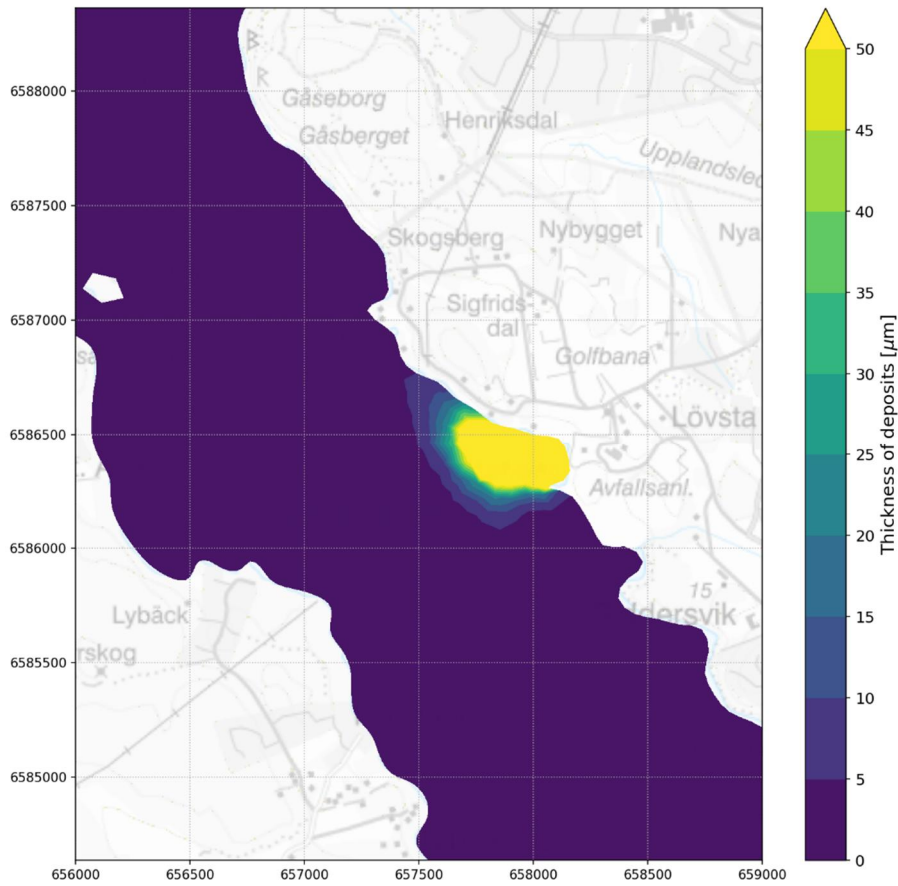 50
6588000
Gåseborg
Henriksdal
Gåsberget
45
Upplandsled
40
6587500
Skogsberg
Nybygget
Nya
35
Sigfrids-
dal
6587000
Golfbana
30
Thickness of deposits [μm]
Lövsta
25
6586500
Avfallsanl.
20
6586000
15
15
Lybäck
ddersvik
rskog
10
6585500
5
6585000
0
656000 656500 657000 657500 658000 658500 659000